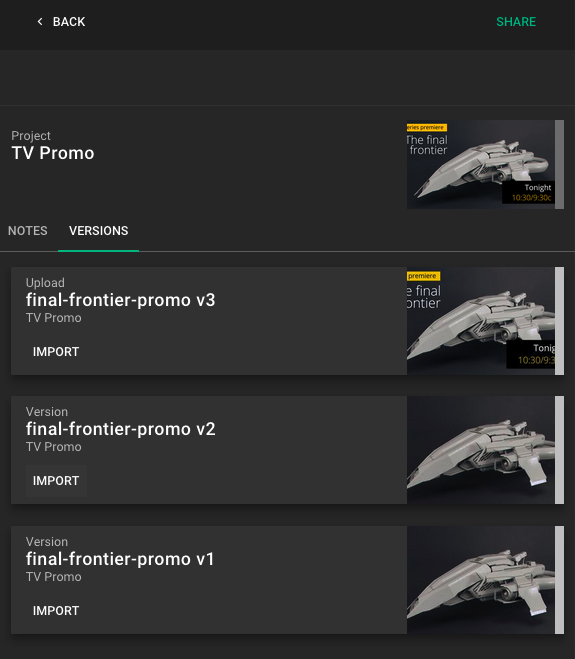 BACK
SHARE
Project
TV Promo
eries premiere
The final
frontier
Tonight
10:30/9:30c
NOTES
VERSIONS
Upload
final-frontier-promo v3
TV Promo
IMPORT
premiere
e final
ontier
Tonig
10:30/9:3
Version
final-frontier-promo v2
TV Promo
IMPORT
Version
final-frontier-promo v1
TV Promo
IMPORT